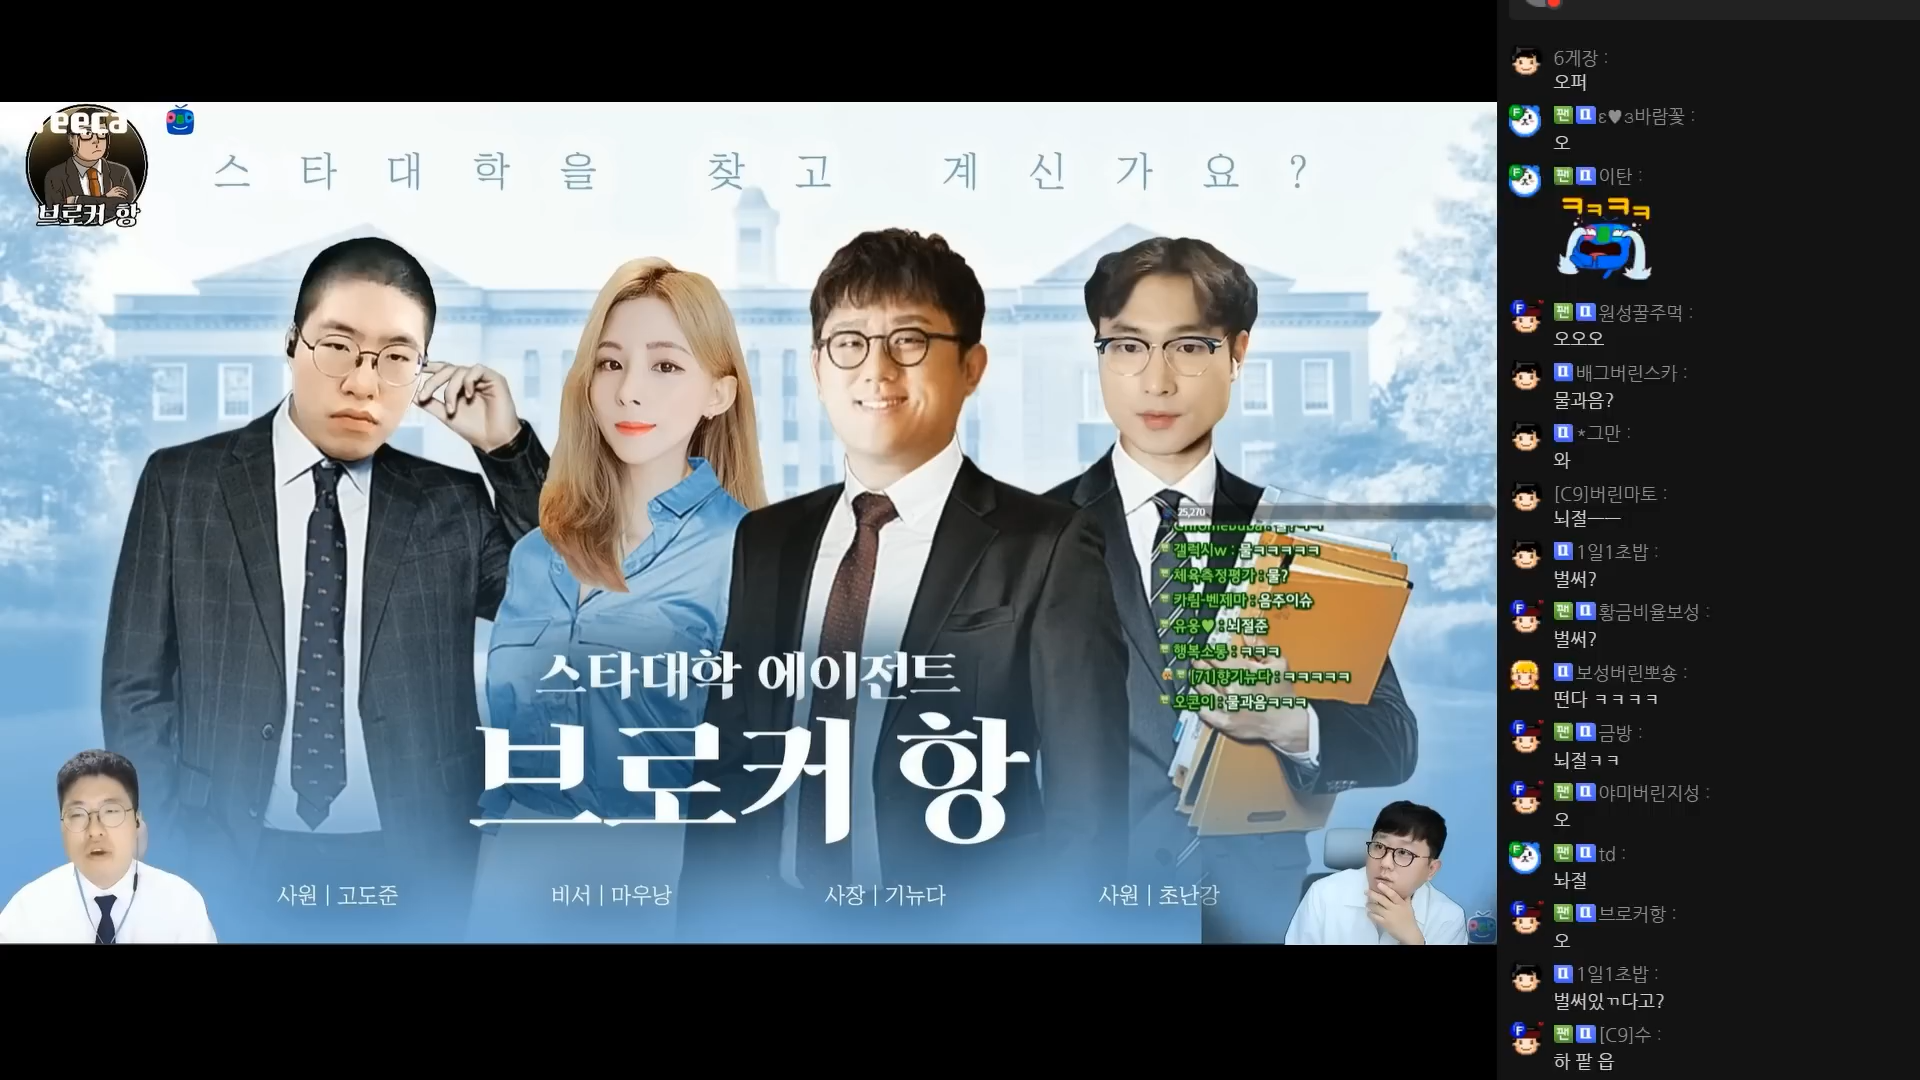 reeca
브로커 항
스타대학을 찾고 계신가요?
25,270
갤럭시w : 물ㅋㅋㅋㅋㅋ
체육측정평가 : 물?
카림-벤제마 : 음주이슈
유웅♥ : 뇌절준
행복소통 : ㅋㅋㅋ
[71]향기뉴다 : ㅋㅋㅋㅋㅋ
오콘이 : 물과음ㅋㅋㅋ
스타대학 에이전트
브로커 항
사원 | 고도준
비서 | 마우낭
사장 | 기뉴다
사원 | 초난강
6게장 :
오퍼
팬 ε♥з바람꽃 :
오
팬 이탄 :
ㅋㅋㅋㅋ
팬 원성꿀주먹 :
오오오
배그버린스카 :
물과음?
*그만 :
와
[C9]버린마토 :
뇌절ㅡㅡ
1일1초밥 :
벌써?
팬 황금비율보성 :
벌써?
보성버린뽀숑 :
떤다 ㅋㅋㅋㅋ
팬 금방 :
뇌절ㅋㅋ
팬 야미버린지성 :
오
팬 td :
놔절
팬 브로커항 :
오
1일1초밥 :
벌써있ㄲ다고?
팬 [C9]수 :
하 팥 읍